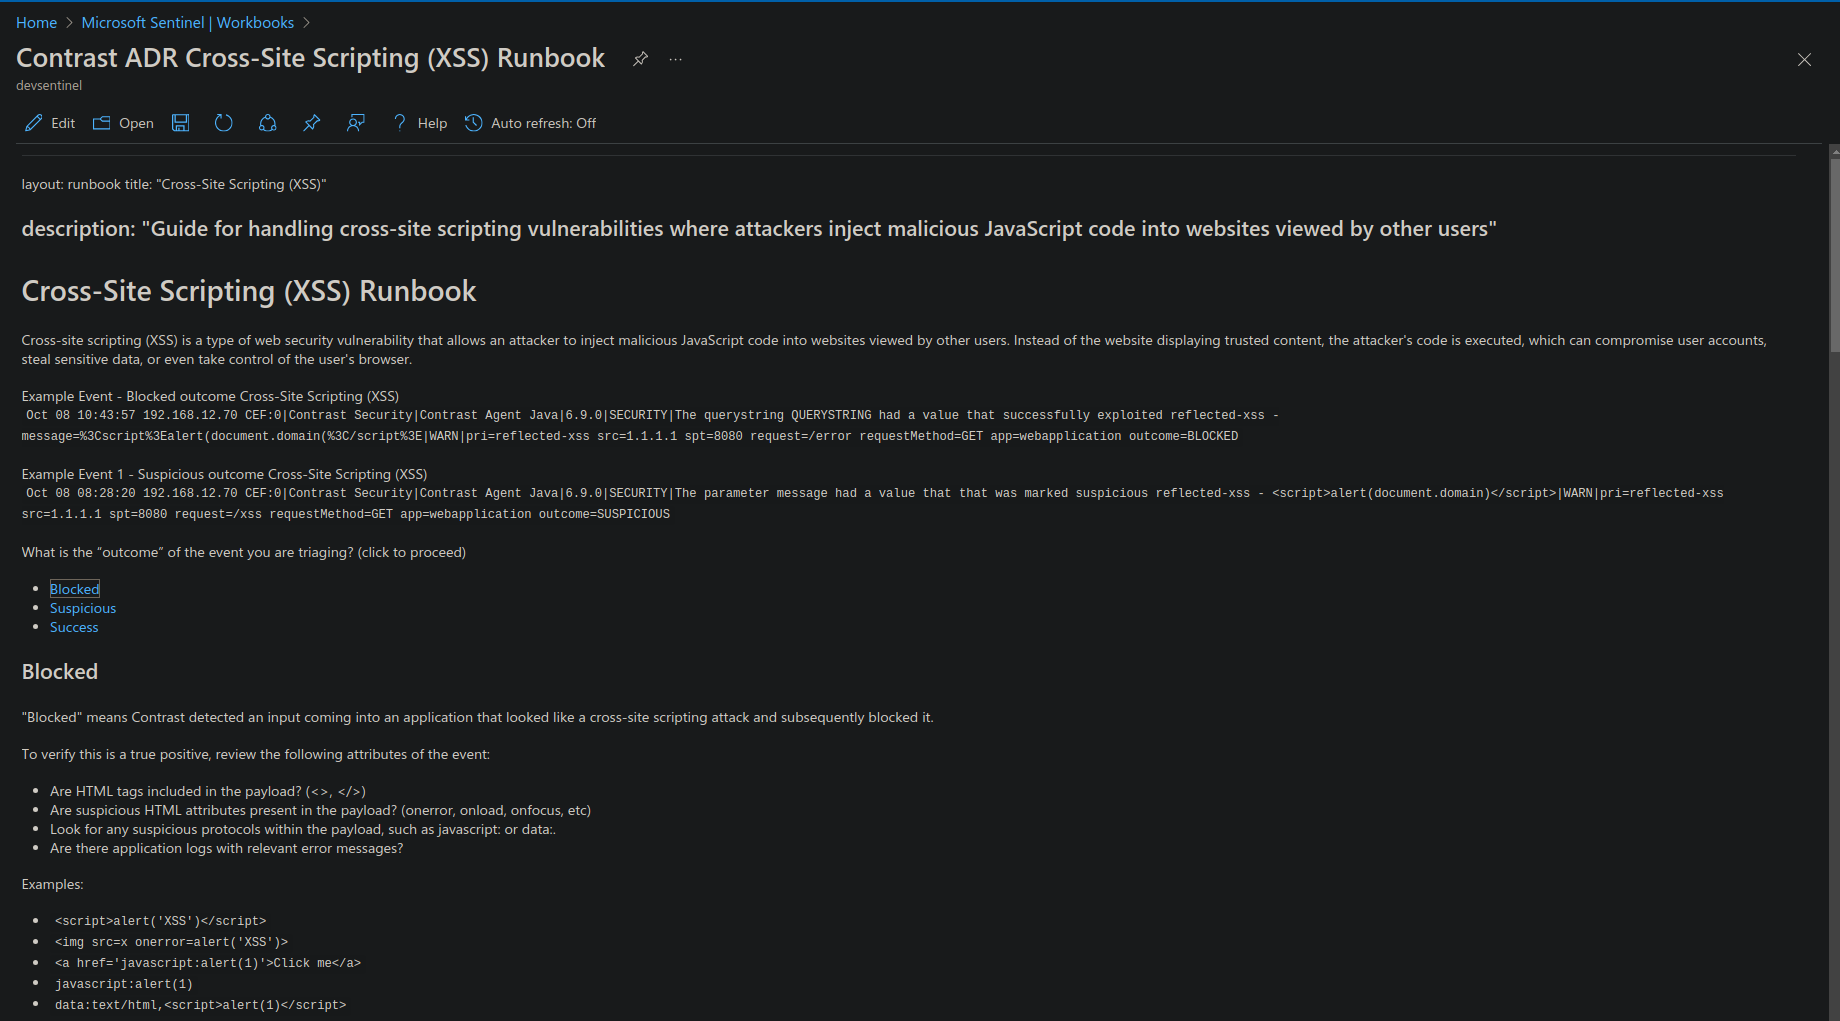 Home > Microsoft Sentinel | Workbooks >
Contrast ADR Cross-Site Scripting (XSS) Runbook ...
devsentinel
Edit Open Help Auto refresh: Off
layout: runbook title: "Cross-Site Scripting (XSS)"
description: "Guide for handling cross-site scripting vulnerabilities where attackers inject malicious JavaScript code into websites viewed by other users"
Cross-Site Scripting (XSS) Runbook
Cross-site scripting (XSS) is a type of web security vulnerability that allows an attacker to inject malicious JavaScript code into websites viewed by other users. Instead of the website displaying trusted content, the attacker's code is executed, which can compromise user accounts,
steal sensitive data, or even take control of the user's browser.
Example Event - Blocked outcome Cross-Site Scripting (XSS)
Oct 08 10:43:57 192.168.12.70 CEF:0|Contrast Security|Contrast Agent Java|6.9.0|SECURITY|The querystring QUERYSTRING had a value that successfully exploited reflected-xss -
message=%3Cscript%3Ealert(document.domain(%3C/script%3E|WARN|pri=reflected-xss src=1.1.1.1 spt=8080 request=/error requestMethod=GET app=webapplication outcome=BLOCKED
Example Event 1 - Suspicious outcome Cross-Site Scripting (XSS)
Oct 08 08:28:20 192.168.12.70 CEF:0|Contrast Security|Contrast Agent Java|6.9.0|SECURITY|The parameter message had a value that that was marked suspicious reflected-xss - <script>alert(document.domain)</script>|WARN|pri=reflected-xss
src=1.1.1.1 spt=8080 request=/xss requestMethod=GET app=webapplication outcome=SUSPICIOUS
What is the “outcome” of the event you are triaging? (click to proceed)
• Blocked
• Suspicious
• Success
Blocked
"Blocked" means Contrast detected an input coming into an application that looked like a cross-site scripting attack and subsequently blocked it.
To verify this is a true positive, review the following attributes of the event:
• Are HTML tags included in the payload? (<>, </>)
• Are suspicious HTML attributes present in the payload? (onerror, onload, onfocus, etc)
• Look for any suspicious protocols within the payload, such as javascript: or data:.
• Are there application logs with relevant error messages?
Examples:
• <script>alert('XSS')</script>
• <img src=x onerror=alert('XSS')>
• <a href='javascript:alert(1)'>Click me</a>
• javascript:alert(1)
• data:text/html,<script>alert(1)</script>